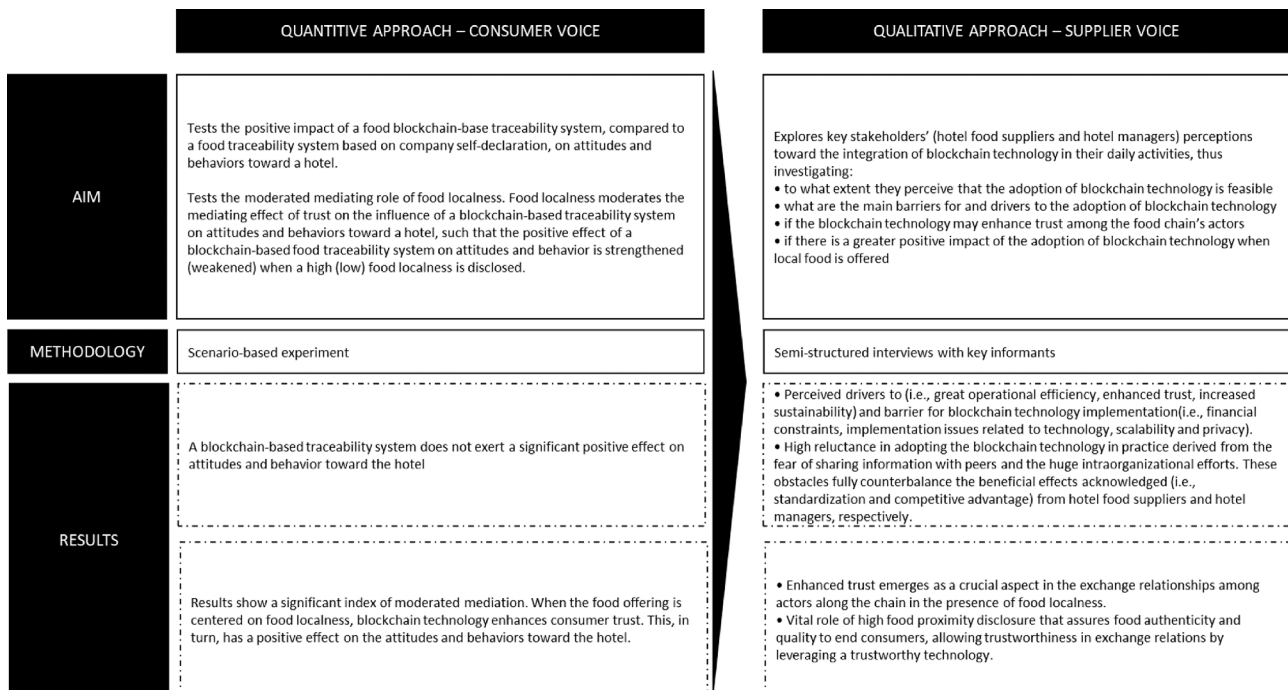 QUANTITIVE APPROACH – CONSUMER VOICE
QUALITATIVE APPROACH – SUPPLIER VOICE
AIM
Tests the positive impact of a food blockchain-base traceability system, compared to
a food traceability system based on company self-declaration, on attitudes and
behaviors toward a hotel.
Tests the moderated mediating role of food localness. Food localness moderates the
mediating effect of trust on the influence of a blockchain-based traceability system
on attitudes and behaviors toward a hotel, such that the positive effect of a
blockchain-based food traceability system on attitudes and behavior is strengthened
(weakened) when a high (low) food localness is disclosed.
Explores key stakeholders’ (hotel food suppliers and hotel managers) perceptions
toward the integration of blockchain technology in their daily activities, thus
investigating:
• to what extent they perceive that the adoption of blockchain technology is feasible
• what are the main barriers for and drivers to the adoption of blockchain technology
• if the blockchain technology may enhance trust among the food chain’s actors
• if there is a greater positive impact of the adoption of blockchain technology when
local food is offered
METHODOLOGY
Scenario-based experiment
Semi-structured interviews with key informants
RESULTS
A blockchain-based traceability system does not exert a significant positive effect on
attitudes and behavior toward the hotel
• Perceived drivers to (i.e., great operational efficiency, enhanced trust, increased
sustainability) and barrier for blockchain technology implementation(i.e., financial
constraints, implementation issues related to technology, scalability and privacy).
• High reluctance in adopting the blockchain technology in practice derived from the
fear of sharing information with peers and the huge intraorganizational efforts. These
obstacles fully counterbalance the beneficial effects acknowledged (i.e.,
standardization and competitive advantage) from hotel food suppliers and hotel
managers, respectively.
Results show a significant index of moderated mediation. When the food offering is
centered on food localness, blockchain technology enhances consumer trust. This, in
turn, has a positive effect on the attitudes and behaviors toward the hotel.
• Enhanced trust emerges as a crucial aspect in the exchange relationships among
actors along the chain in the presence of food localness.
• Vital role of high food proximity disclosure that assures food authenticity and
quality to end consumers, allowing trustworthiness in exchange relations by
leveraging a trustworthy technology.